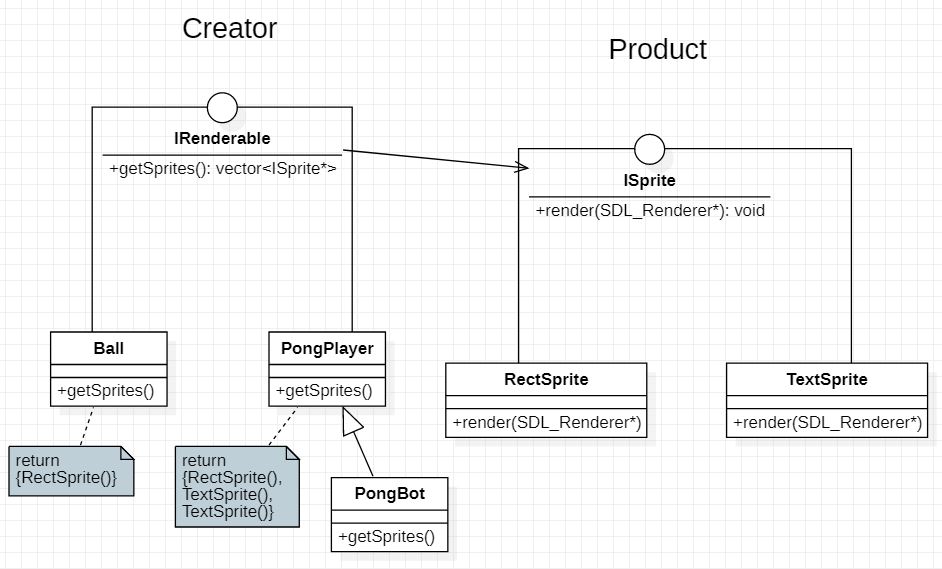 Creator
Product
IRenderable
+getSprites(): vector<ISprite*>
ISprite
+render(SDL_Renderer*): void
Ball
+getSprites()
PongPlayer
+getSprites()
RectSprite
+render(SDL_Renderer*)
TextSprite
+render(SDL_Renderer*)
return
{RectSprite()}
return
{RectSprite(),
TextSprite(),
TextSprite()}
PongBot
+getSprites()